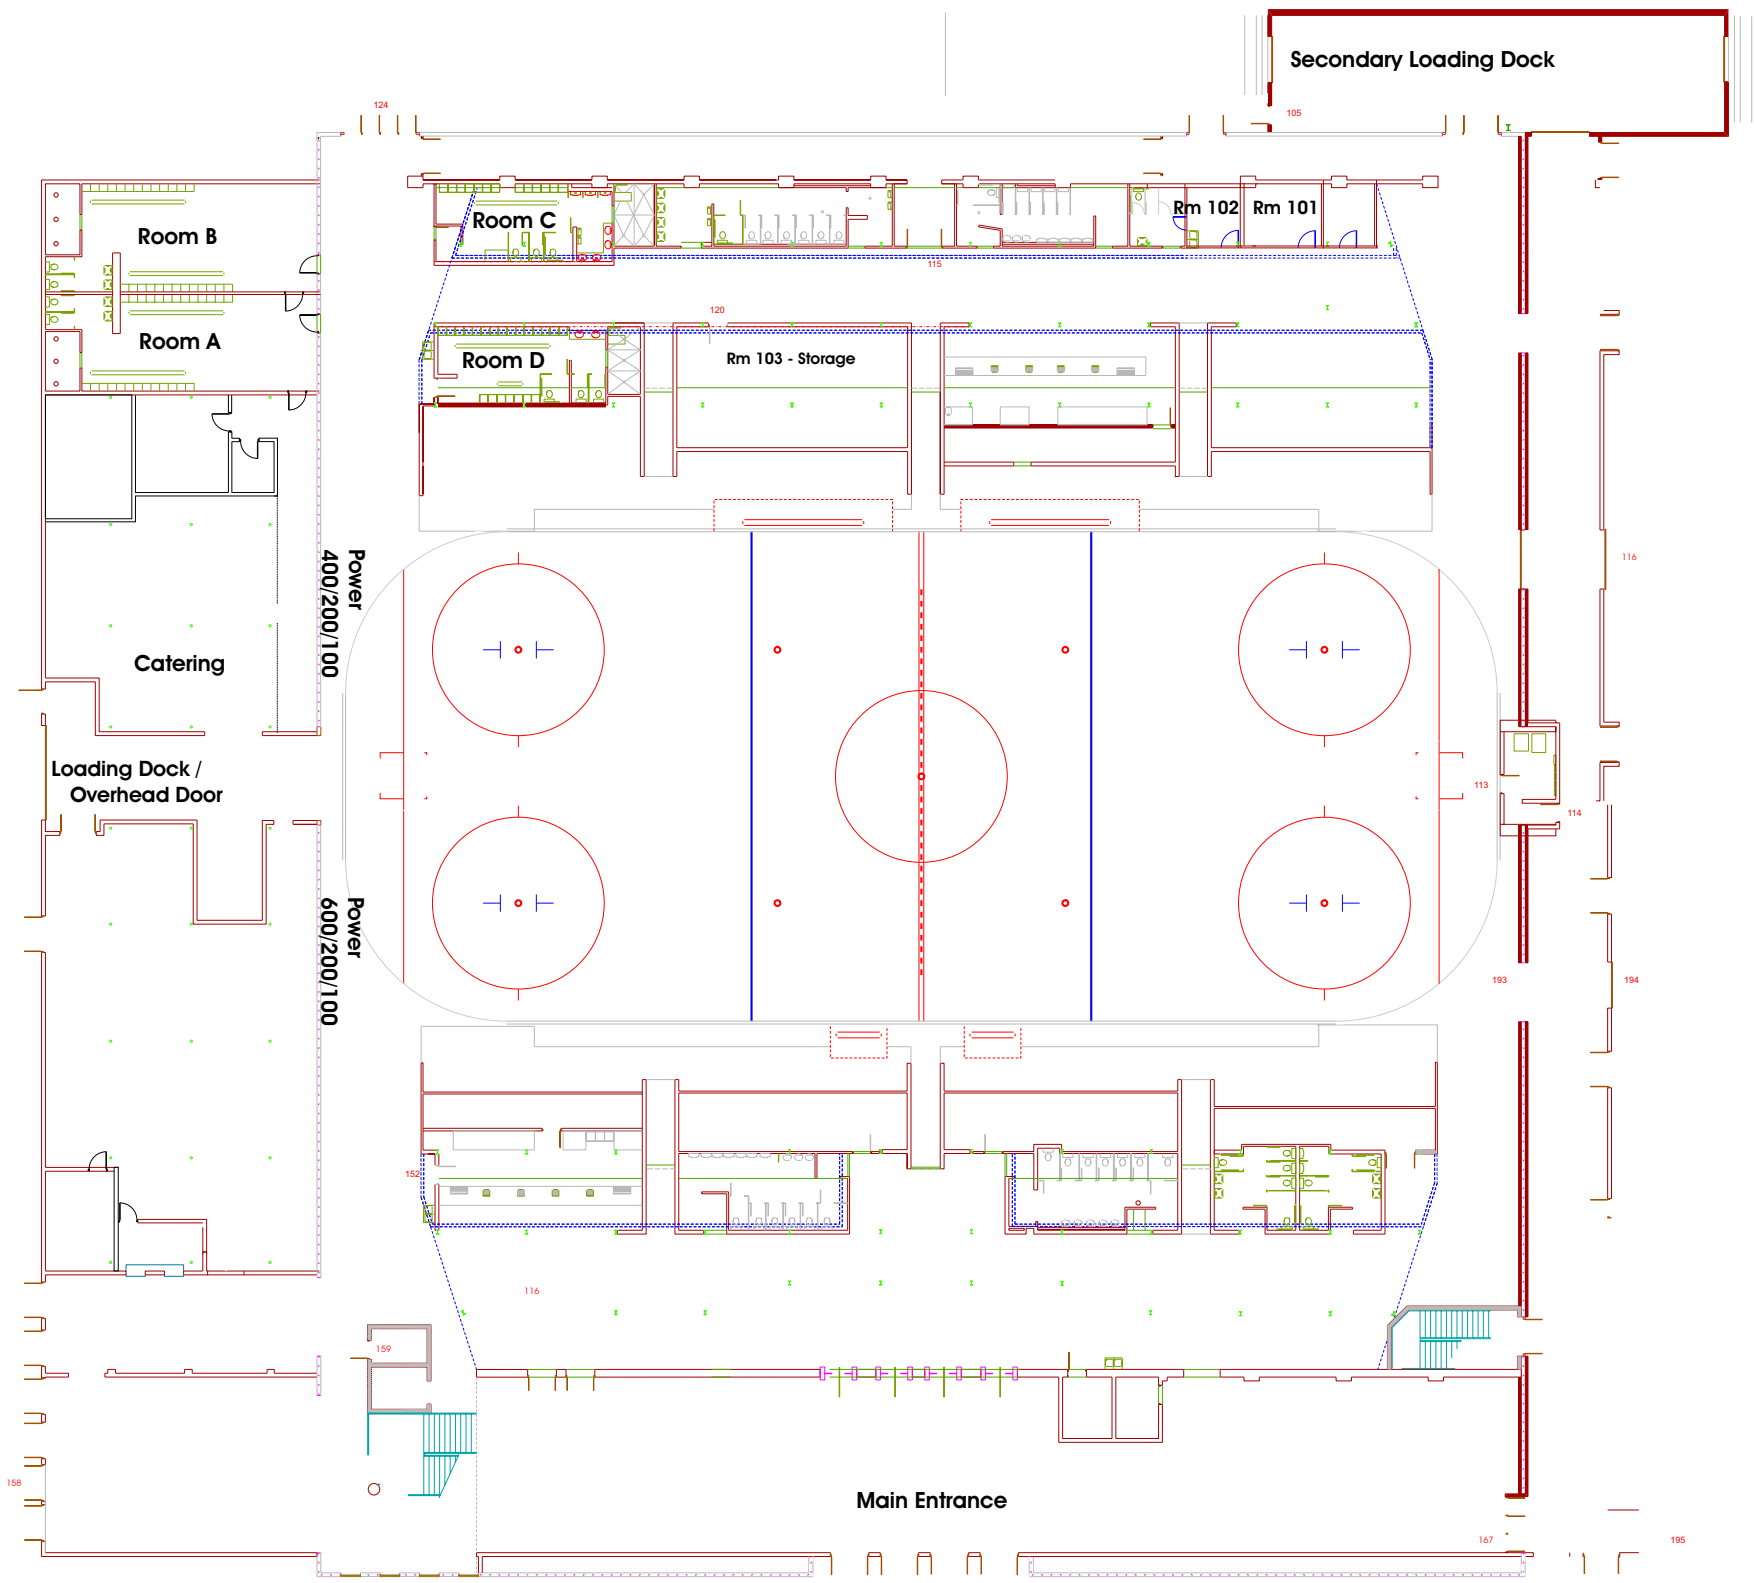 Secondary Loading Dock
124
105
Room C
Rm 102
Rm 101
Room B
115
120
Room A
Room D
Rm 103 - Storage
Power
400/200/100
116
Catering
Loading Dock /
Overhead Door
113
114
Power
600/200/100
193
194
152
116
159
158
Main Entrance
167
195